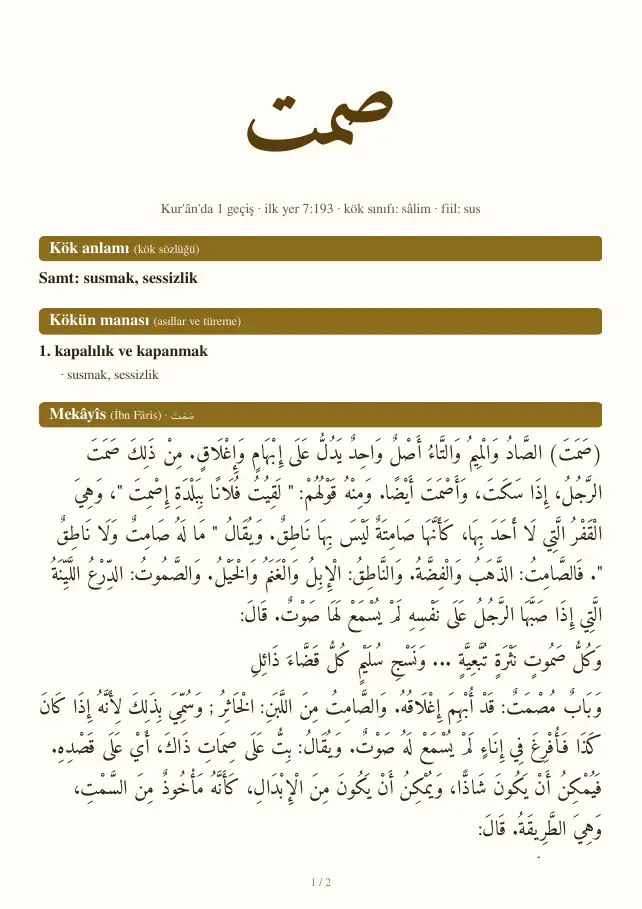 صمت
Kur'ân'da 1 geçiş · ilk yer 7:193 · kök sınıfı: sâlim · fiil: sus
Kök anlamı (kök sözlüğü)
Samt: susmak, sessizlik
Kökün manası (asıllar ve türeme)
1. kapalılık ve kapanmak
· susmak, sessizlik
Mekâyîs (İbn Fâris) · صَمَتَ
(صَمَتَ) الصَّادُ وَالْمِيمُ وَالتَّاءُ أَصْلٌ وَاحِدٌ يَدُلُّ عَلَى إِبْهَامٍ وَإِغْلَاقٍ. مِنْ ذَلِكَ صَمَتَ
الرَّجُلُ، إِذَا سَكَتَ، وَأَصْمَتَ أَيْضًا. وَمِنْهُ قَوْلُهُمْ: " لَقِيتُ فُلَانًا بِبَلْدَةِ إِصْمِتَ "، وَهِيَ
الْقَفْرُ الَّتِي لَا أَحَدَ بِهَا، كَأَنَّهَا صَامِتَةٌ لَيْسَ بِهَا نَاطِقٌ. وَيُقَالُ " مَا لَهُ صَامِتٌ وَلَا نَاطِقٌ
". فَالصَّامِتُ: الذَّهَبُ وَالْفِضَّةُ. وَالنَّاطِقُ: الْإِبِلُ وَالْغَنَمُ وَالْخَيْلُ. وَالصَّمُوتُ: الدِّرْعُ اللَّيِّنَةُ
الَّتِي إِذَا صَبَّهَا الرَّجُلُ عَلَى نَفْسِهِ لَمْ يُسْمَعْ لَهَا صَوْتٌ. قَالَ:
وَكُلُّ صَمُوتٍ نَثْرَةٍ تُبَّعِيَّةٍ ... وَنَسْجِ سُلَيْمٍ كُلُّ قَضَّاءَ ذَائِلِ
وَبَابٌ مُصْمَتٌ: قَدْ أُبْهِمَ إِغْلَاقُهُ. وَالصَّامِتُ مِنَ اللَّبَنِ: الْخَاثِرُ ; وَسُمِّيَ بِذَلِكَ لِأَنَّهُ إِذَا كَانَ
كَذَا فَأُفْرِغَ فِي إِنَاءٍ لَمْ يُسْمَعْ لَهُ صَوْتٌ. وَيُقَالُ: بِتُّ عَلَى صِمَاتِ ذَاكَ، أَيْ عَلَى قَصْدِهِ.
فَيُمْكِنُ أَنْ يَكُونَ شَاذًّا، وَيُمْكِنُ أَنْ يَكُونَ مِنَ الْإِبْدَالِ، كَأَنَّهُ مَأْخُوذٌ مِنَ السَّمْتِ،
وَهِيَ الطَّرِيقَةُ. قَالَ:
1 / 2